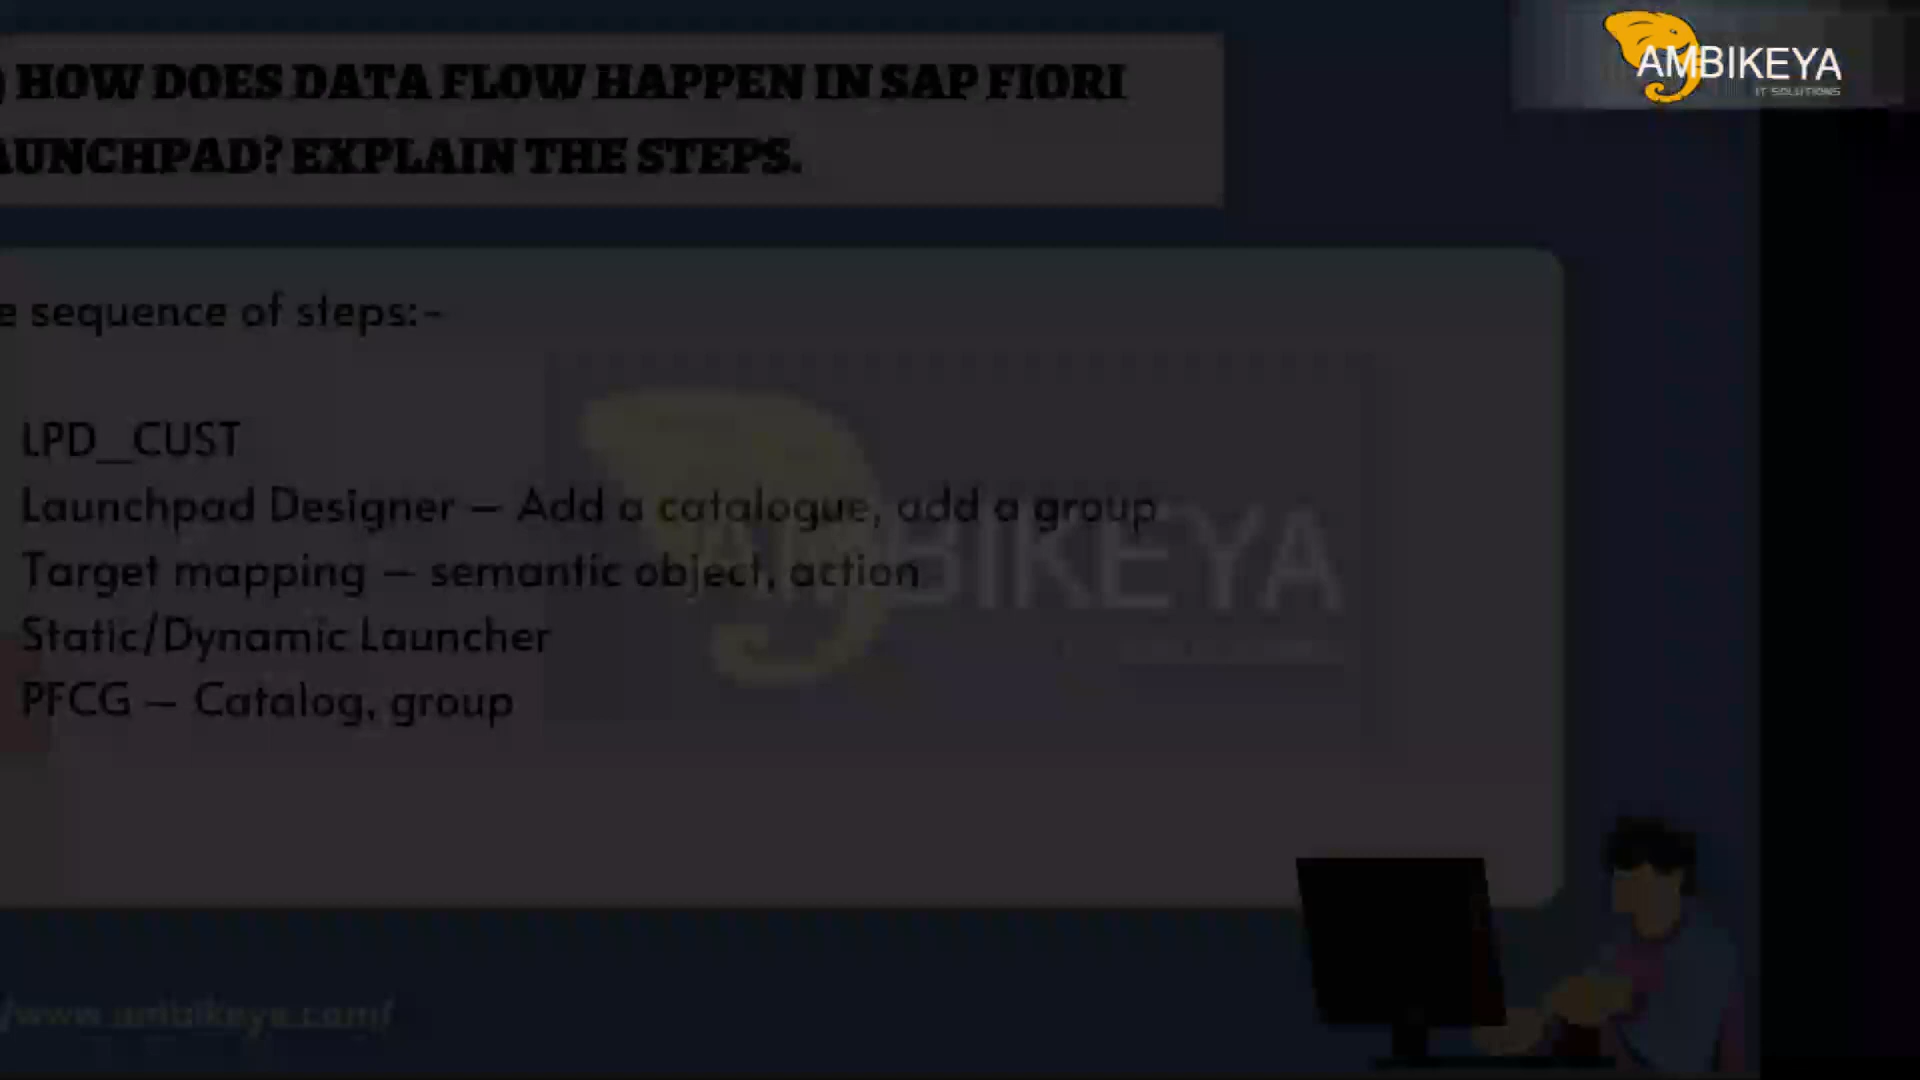 ) HOW DOES DATA FLOW HAPPEN IN SAP FIORI
AUNCHPAD? EXPLAIN THE STEPS.
AMBIKEYA
IT SOLUTIONS
e sequence of steps:-
LPD_CUST
Launchpad Designer – Add a catalogue, add a group
Target mapping – semantic object, action
Static/Dynamic Launcher
PFCG – Catalog, group
AMBIKEYA
/www.ambikeya.com/